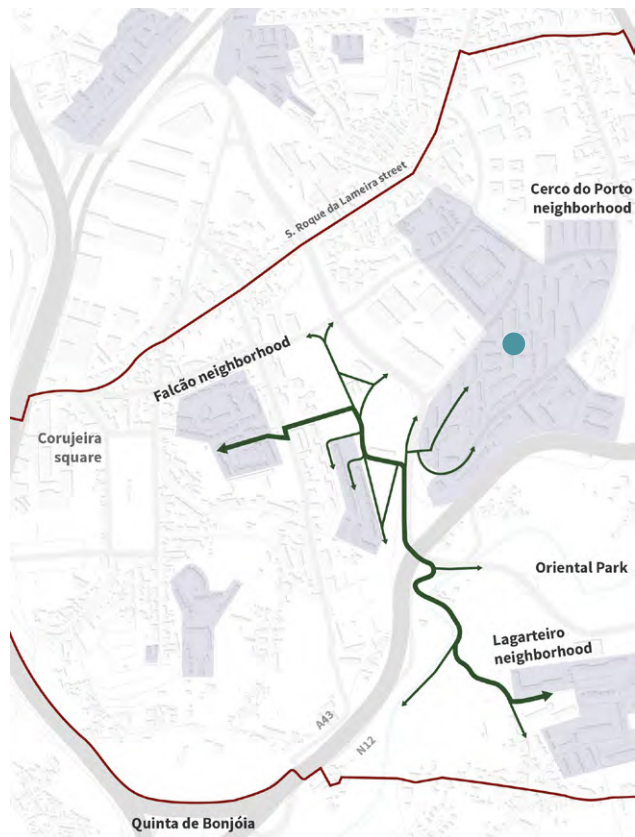 S. Roque da Lameira street
Cerco do Porto
neighborhood
Falcão neighborhood
Corujeira
square
Oriental Park
Lagarteiro
neighborhood
A43
N12
Quinta de Bonjóia